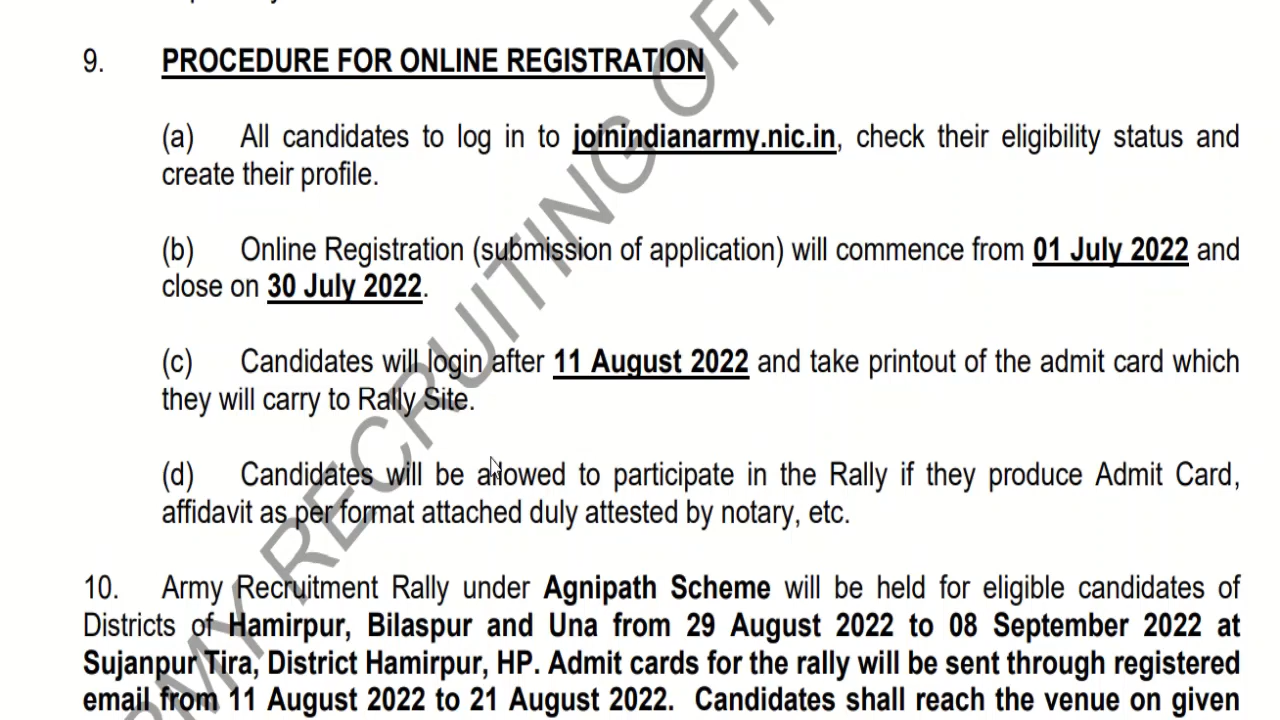 9. PROCEDURE FOR ONLINE REGISTRATION
(a) All candidates to log in to joinindianarmy.nic.in, check their eligibility status and
create their profile.
(b) Online Registration (submission of application) will commence from 01 July 2022 and
close on 30 July 2022.
(c) Candidates will login after 11 August 2022 and take printout of the admit card which
they will carry to Rally Site.
(d) Candidates will be allowed to participate in the Rally if they produce Admit Card,
affidavit as per format attached duly attested by notary, etc.
10. Army Recruitment Rally under Agnipath Scheme will be held for eligible candidates of
Districts of Hamirpur, Bilaspur and Una from 29 August 2022 to 08 September 2022 at
Sujanpur Tira, District Hamirpur, HP. Admit cards for the rally will be sent through registered
email from 11 August 2022 to 21 August 2022. Candidates shall reach the venue on given
RECRUITING